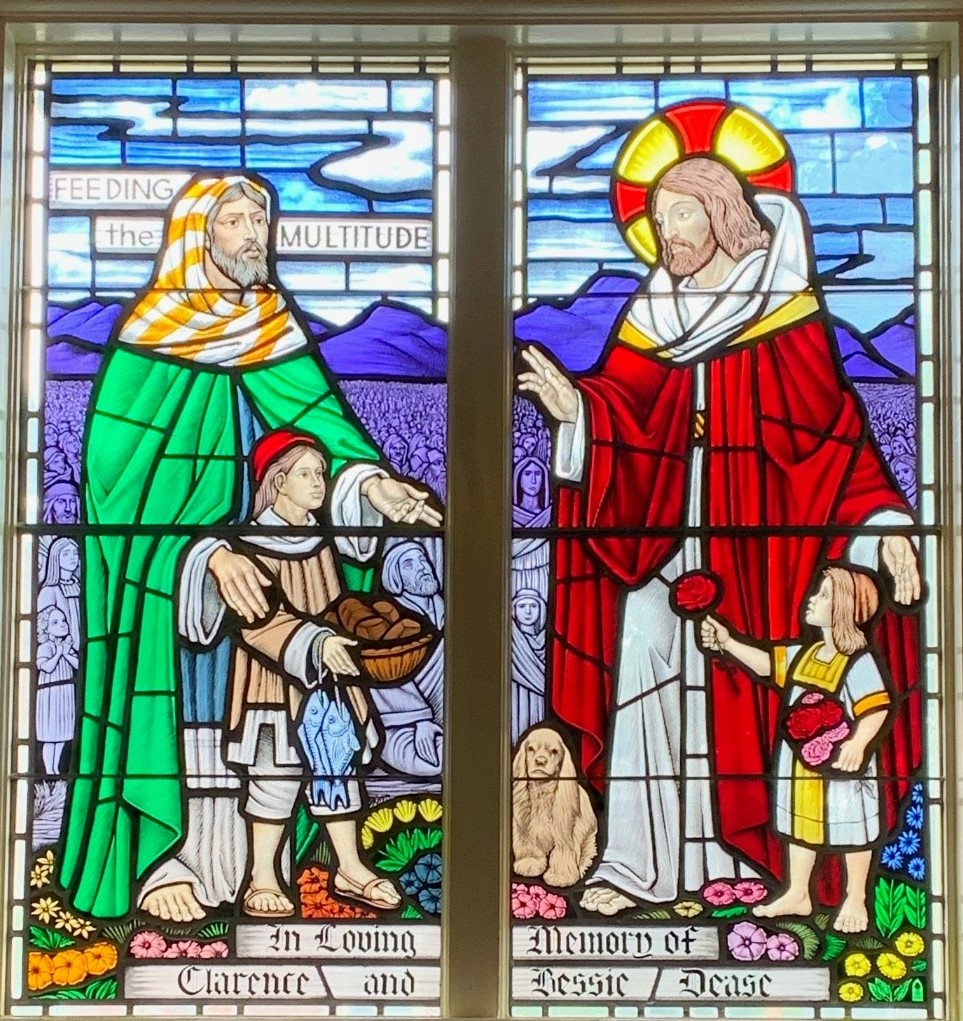 FEEDING
the MULTITUDE
In Loving Memory of
Clarence and Bessie Dease